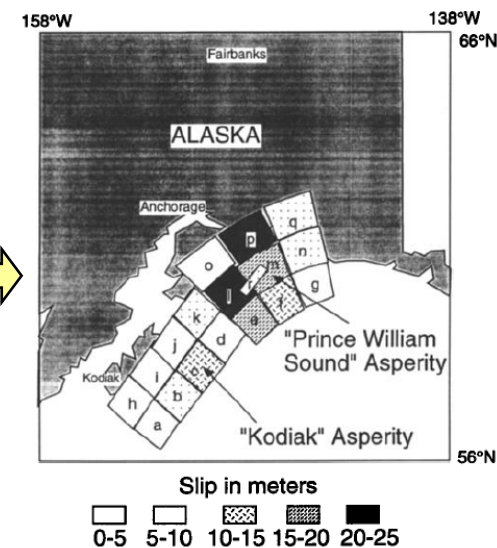 158°W
138°W
66°N
Fairbanks
ALASKA
Anchorage
q
p
n
o
m
g
l
f
k
e
d
j
"Prince William
Sound" Asperity
c
Kodiak
i
b
h
a
"Kodiak" Asperity
56°N
Slip in meters
0-5 5-10 10-15 15-20 20-25